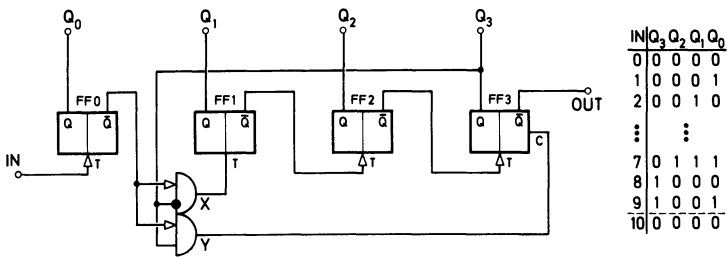 Q0 Q1 Q2 Q3
FF0 FF1 FF2 FF3
Q Q̄ Q Q̄ Q Q̄ Q Q̄
OUT
C
IN
T T T T
X
Y
IN Q3 Q2 Q1 Q0
0 0 0 0 0
1 0 0 0 1
2 0 0 1 0
⋮ ⋮
7 0 1 1 1
8 1 0 0 0
9 1 0 0 1
10 0 0 0 0